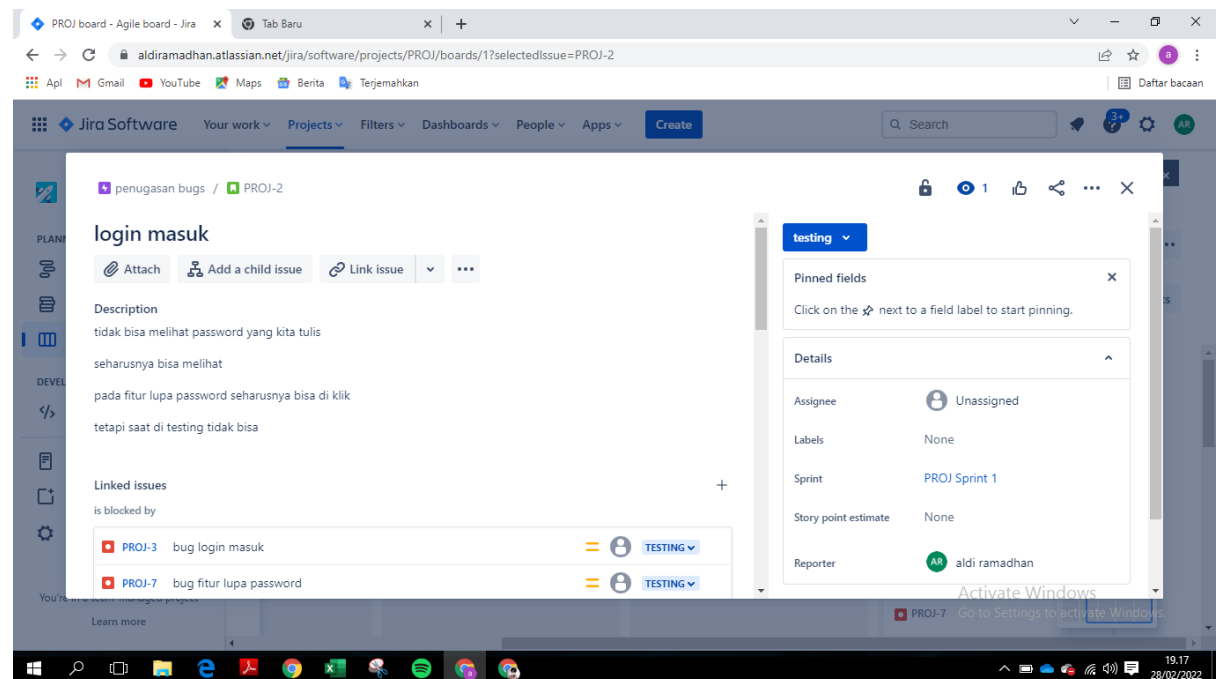 PROJ board - Agile board - Jira
Tab Baru
aldiramadhan.atlassian.net/jira/software/projects/PROJ/boards/1?selectedIssue=PROJ-2
a
Apl Gmail YouTube Maps Berita Terjemahkan Daftar bacaan
Jira Software Your work Projects Filters Dashboards People Apps Create Search 3+ AR
penugasan bugs / PROJ-2 1
login masuk
Attach Add a child issue Link issue
Description
tidak bisa melihat password yang kita tulis
seharusnya bisa melihat
pada fitur lupa password seharusnya bisa di klik
tetapi saat di testing tidak bisa
Linked issues
is blocked by
PROJ-3 bug login masuk TESTING
PROJ-7 bug fitur lupa password TESTING
testing
Pinned fields
Click on the next to a field label to start pinning.
Details
Assignee Unassigned
Labels None
Sprint PROJ Sprint 1
Story point estimate None
Reporter AR aldi ramadhan
PLANN
DEVEL
Learn more
PROJ-7
Activate Windows
Go to Settings to activate Windows.
19.17
28/02/2022